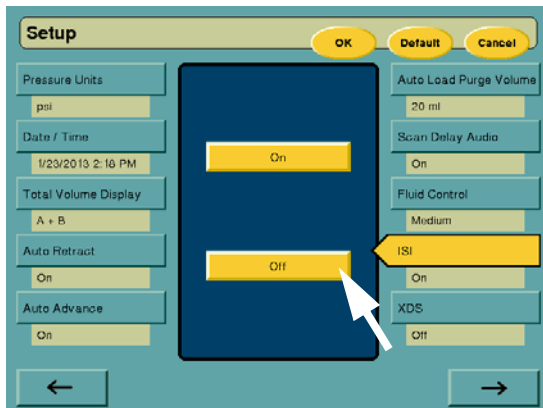 Setup
OK
Default
Cancel
Pressure Units
psi
Date / Time
1/23/2013 2:18 PM
Total Volume Display
A + B
Auto Retract
On
Auto Advance
On
On
Off
Auto Load Purge Volume
20 ml
Scan Delay Audio
On
Fluid Control
Medium
ISI
On
XDS
Off